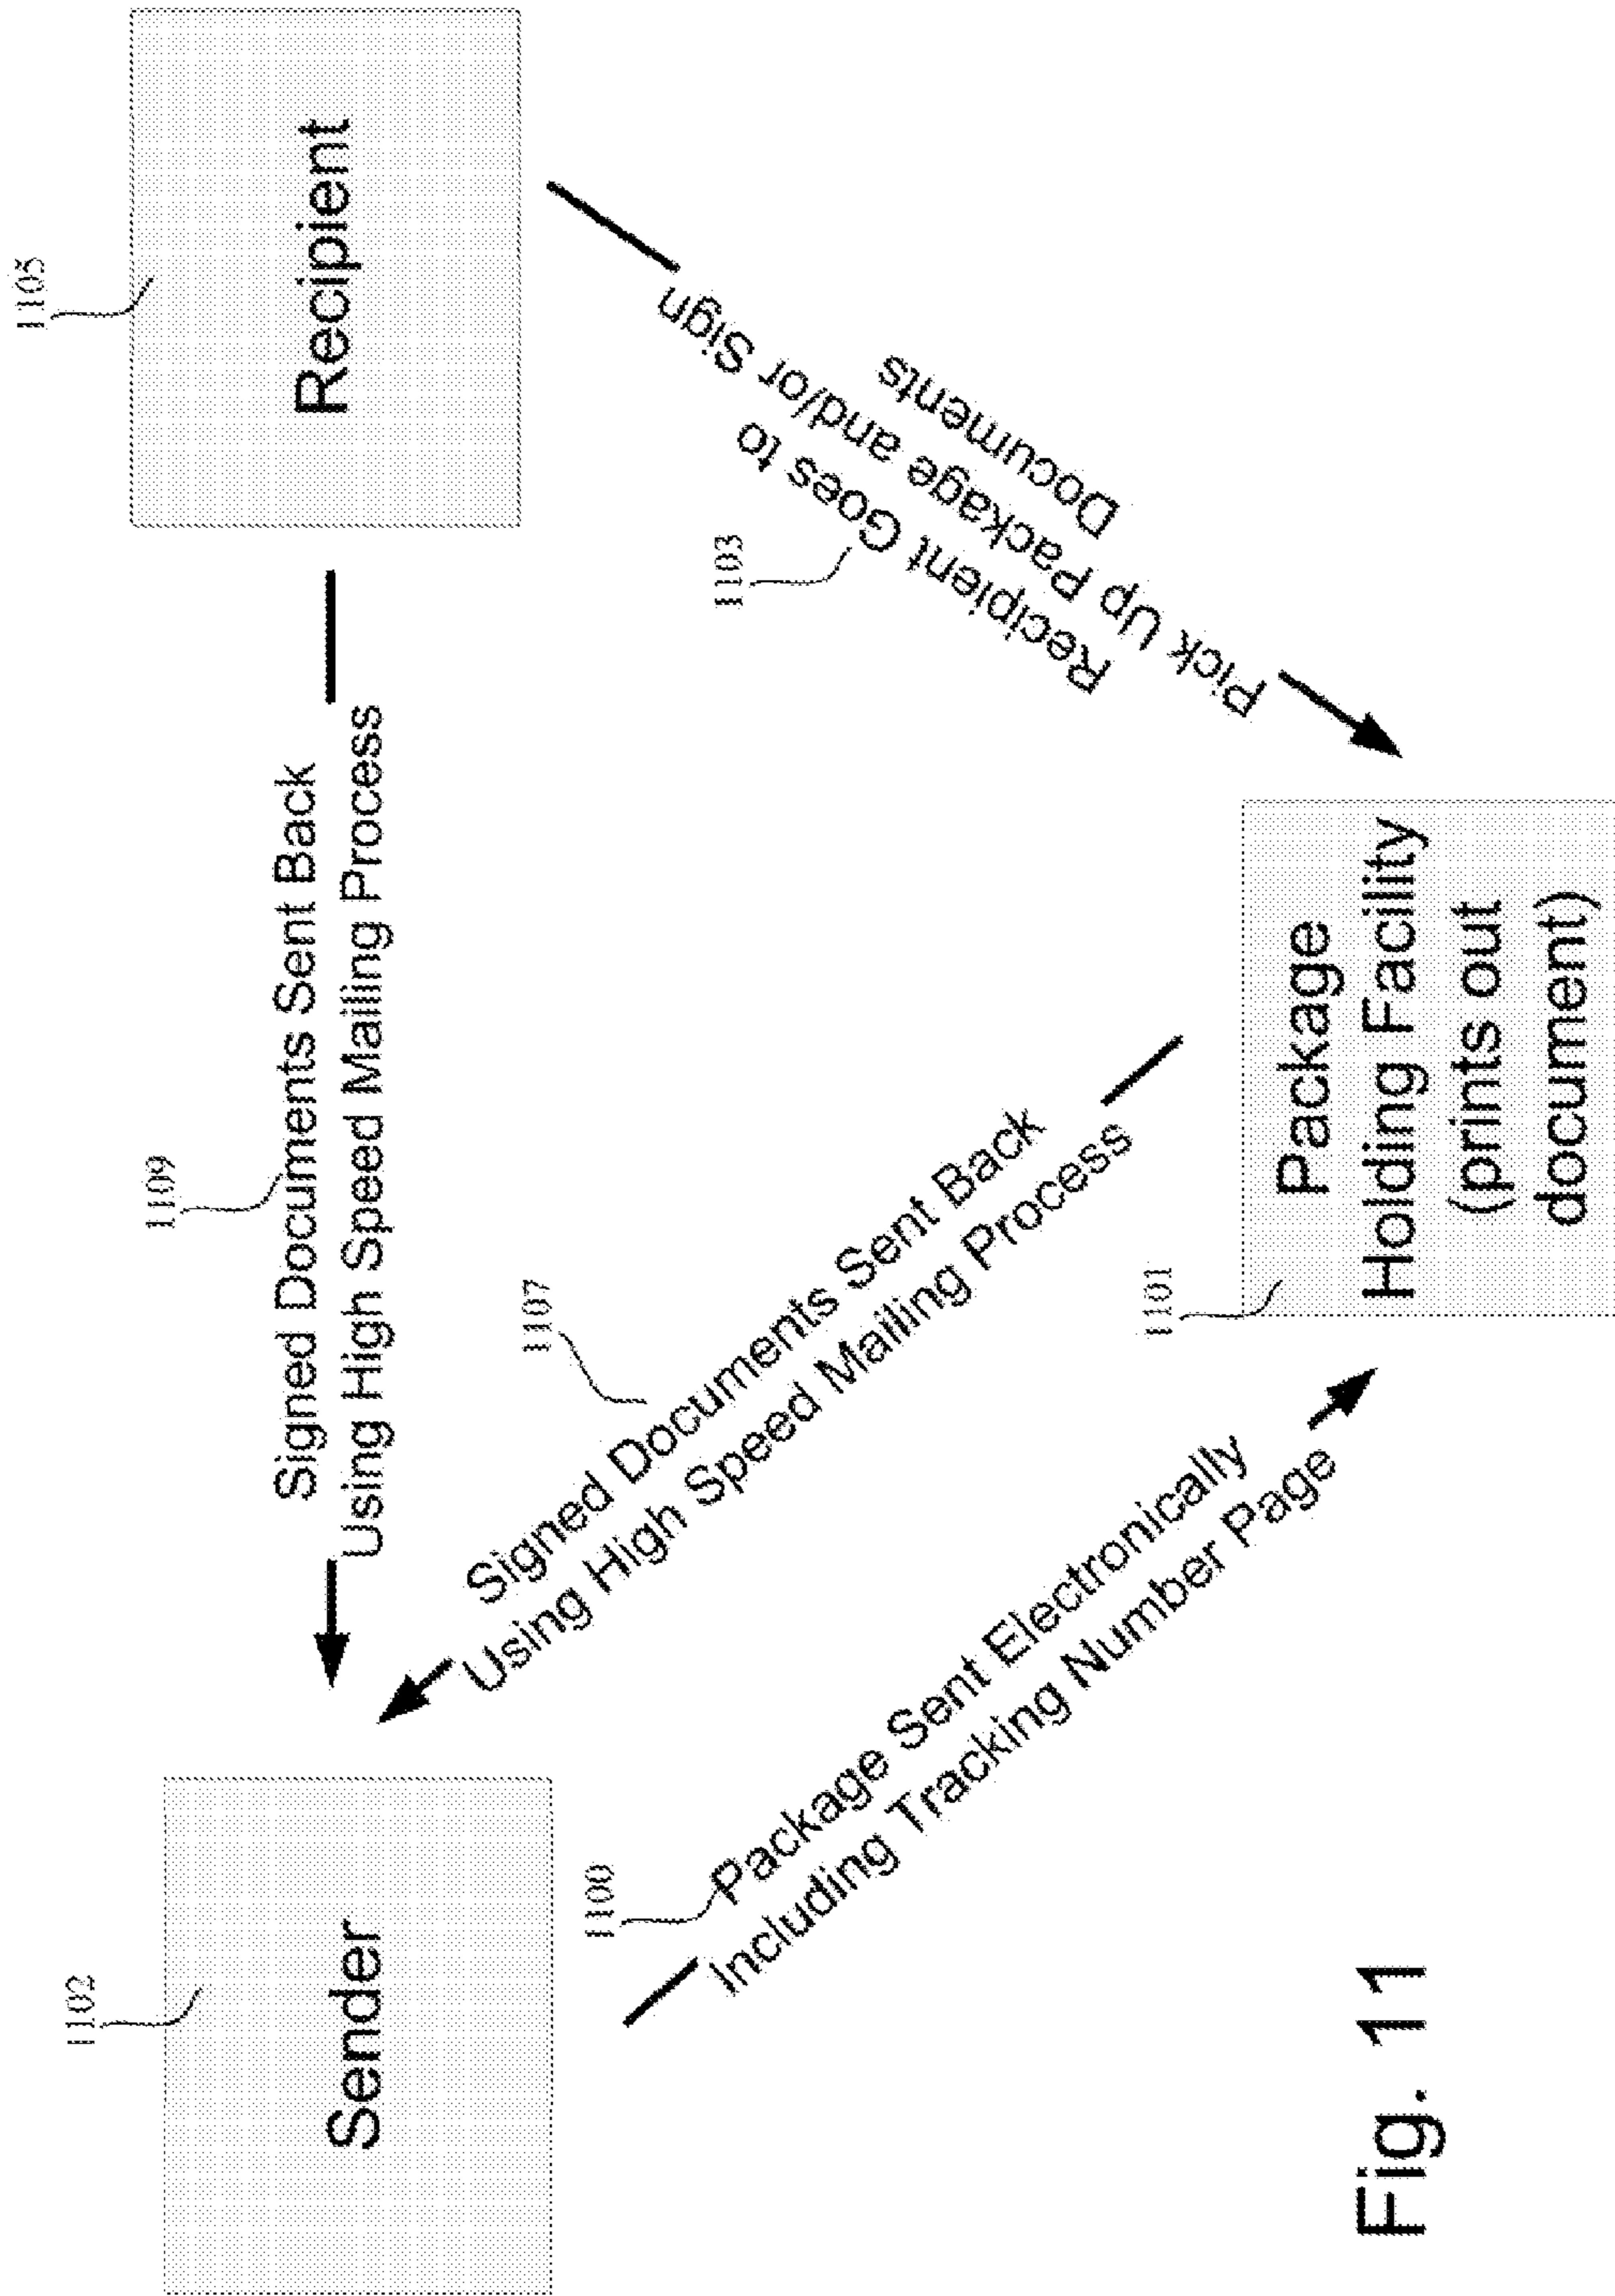 1105
Recipient
1109
Signed Documents Sent Back
Using High Speed Mailing Process
1102
Sender
1103
Recipient Goes to
Pick Up Package and/or Sign
Documents
1107
Signed Documents Sent Back
Using High Speed Mailing Process
1100
Package Sent Electronically
Including Tracking Number Page
1101
Package
Holding Facility
(prints out
document)
Fig. 11